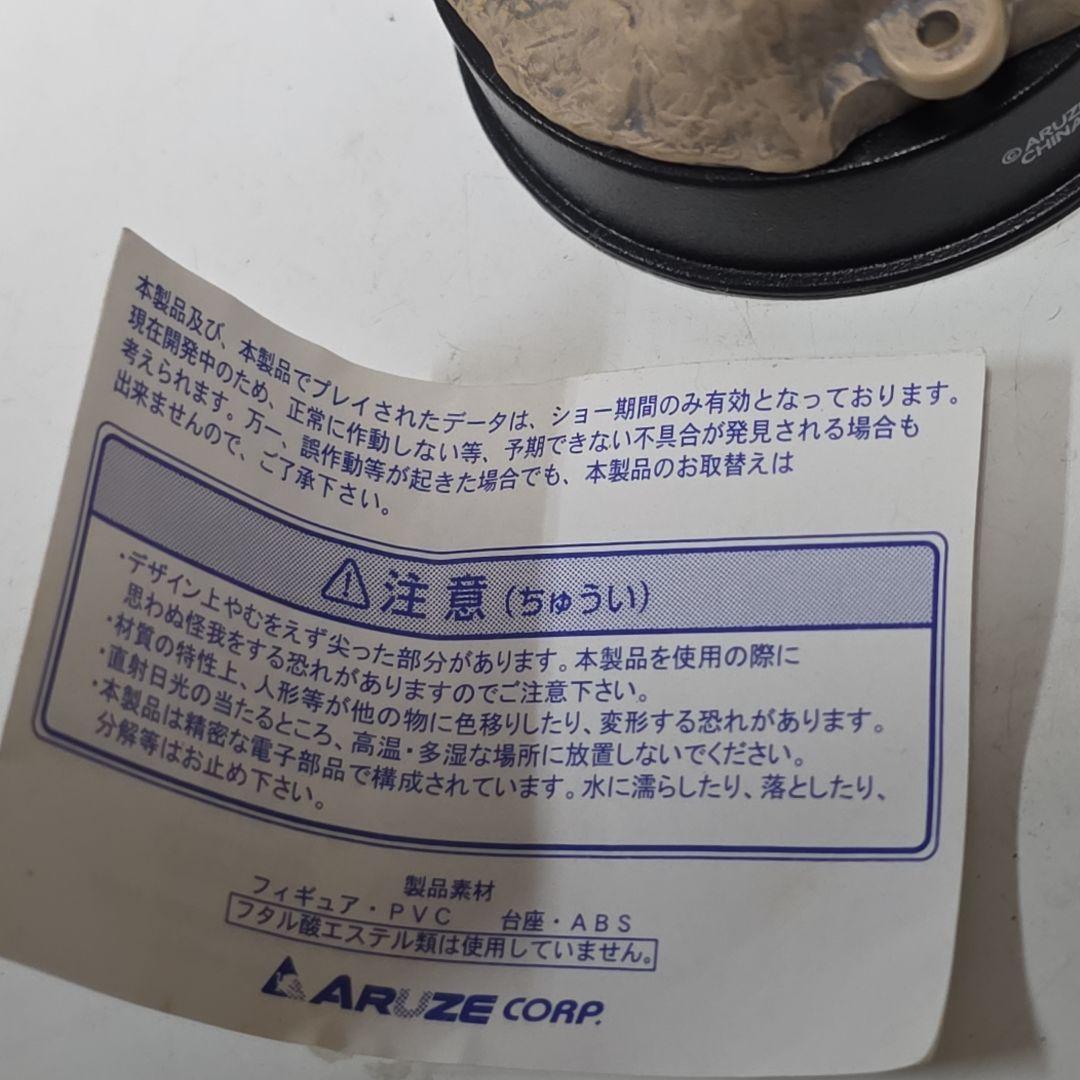 ©ARUZE
CHINA
本製品及び、本製品でプレイされたデータは、ショー期間のみ有効となっております。
現在開発中のため、正常に作動しない等、予期できない不具合が発見される場合も
考えられます。万一、誤作動等が起きた場合でも、本製品のお取替えは
出来ませんので、ご了承下さい。
注意(ちゅうい)
・デザイン上やむをえず尖った部分があります。本製品を使用の際に
思わぬ怪我をする恐れがありますのでご注意下さい。
・材質の特性上、人形等が他の物に色移りしたり、変形する恐れがあります。
・直射日光の当たるところ、高温・多湿な場所に放置しないでください。
・本製品は精密な電子部品で構成されています。水に濡らしたり、落としたり、
分解等はお止め下さい。
製品素材
フィギュア・PVC 台座・ABS
フタル酸エステル類は使用していません。
ARUZE CORP.